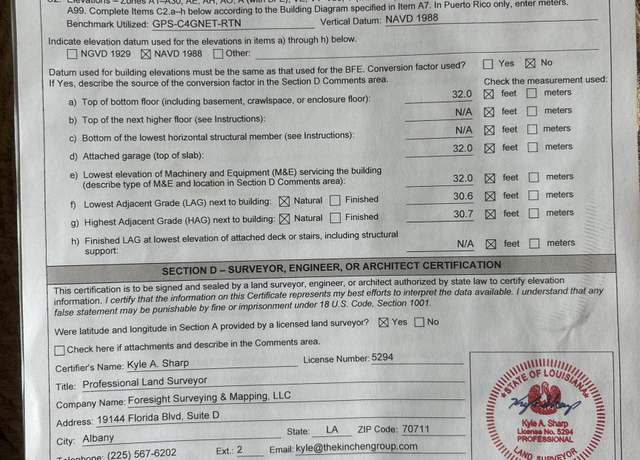 A99. Complete Items C2.a–h below according to the Building Diagram specified in Item A7. In Puerto Rico only, enter meters.
Benchmark Utilized: GPS-C4GNET-RTN Vertical Datum: NAVD 1988
Indicate elevation datum used for the elevations in items a) through h) below.
☐ NGVD 1929 ☒ NAVD 1988 ☐ Other:
Datum used for building elevations must be the same as that used for the BFE. Conversion factor used? ☐ Yes ☒ No
If Yes, describe the source of the conversion factor in the Section D Comments area. Check the measurement used:
a) Top of bottom floor (including basement, crawlspace, or enclosure floor): 32.0 ☒ feet ☐ meters
b) Top of the next higher floor (see Instructions): N/A ☒ feet ☐ meters
c) Bottom of the lowest horizontal structural member (see Instructions): N/A ☒ feet ☐ meters
d) Attached garage (top of slab): 32.0 ☒ feet ☐ meters
e) Lowest elevation of Machinery and Equipment (M&E) servicing the building
(describe type of M&E and location in Section D Comments area): 32.0 ☒ feet ☐ meters
f) Lowest Adjacent Grade (LAG) next to building: ☒ Natural ☐ Finished 30.6 ☒ feet ☐ meters
g) Highest Adjacent Grade (HAG) next to building: ☒ Natural ☐ Finished 30.7 ☒ feet ☐ meters
h) Finished LAG at lowest elevation of attached deck or stairs, including structural
support: N/A ☒ feet ☐ meters
SECTION D – SURVEYOR, ENGINEER, OR ARCHITECT CERTIFICATION
This certification is to be signed and sealed by a land surveyor, engineer, or architect authorized by state law to certify elevation
information. I certify that the information on this Certificate represents my best efforts to interpret the data available. I understand that any
false statement may be punishable by fine or imprisonment under 18 U.S. Code, Section 1001.
Were latitude and longitude in Section A provided by a licensed land surveyor? ☒ Yes ☐ No
☐ Check here if attachments and describe in the Comments area.
Certifier's Name: Kyle A. Sharp License Number: 5294
Title: Professional Land Surveyor
Company Name: Foresight Surveying & Mapping, LLC
Address: 19144 Florida Blvd, Suite D
City: Albany State: LA ZIP Code: 70711
Telephone: (225) 567-6202 Ext.: 2 Email: kyle@thekinchengroup.com
STATE OF LOUISIANA
Kyle A. Sharp
License No. 5294
PROFESSIONAL
LAND SURVEYOR